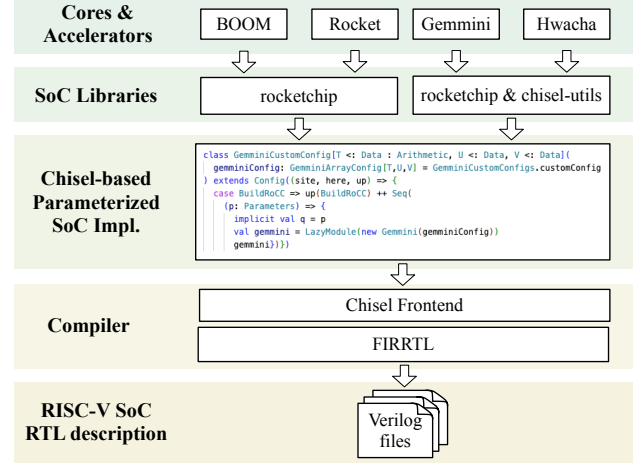 Cores &
Accelerators
BOOM
Rocket
Gemmini
Hwacha
SoC Libraries
rocketchip
rocketchip & chisel-utils
Chisel-based
Parameterized
SoC Impl.
class GemminiCustomConfig[T <: Data : Arithmetic, U <: Data, V <: Data](
gemminiConfig: GemminiArrayConfig[T,U,V] = GemminiCustomConfigs.customConfig
) extends Config((site, here, up) => {
case BuildRoCC => up(BuildRoCC) ++ Seq(
(p: Parameters) => {
implicit val q = p
val gemmini = LazyModule(new Gemmini(gemminiConfig))
gemmini})})
Compiler
Chisel Frontend
FIRRTL
RISC-V SoC
RTL description
Verilog
files